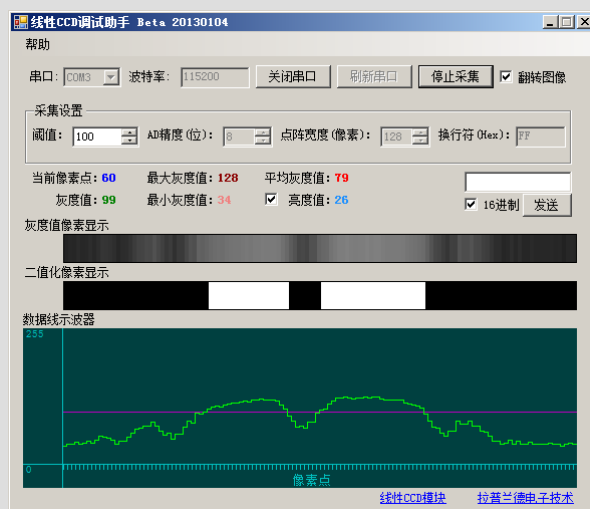 线性CCD调试助手 Beta 20130104
帮助
串口: COM3 波特率: 115200 关闭串口 刷新串口 停止采集 翻转图像
采集设置
阈值: 100 AD精度(位): 8 点阵宽度(像素): 128 换行符(Hex): FF
当前像素点: 60 最大灰度值: 128 平均灰度值: 79
灰度值: 99 最小灰度值: 34 亮度值: 26 16进制 发送
灰度值像素显示
二值化像素显示
数据线示波器
255
0
像素点
线性CCD模块 拉普兰德电子技术